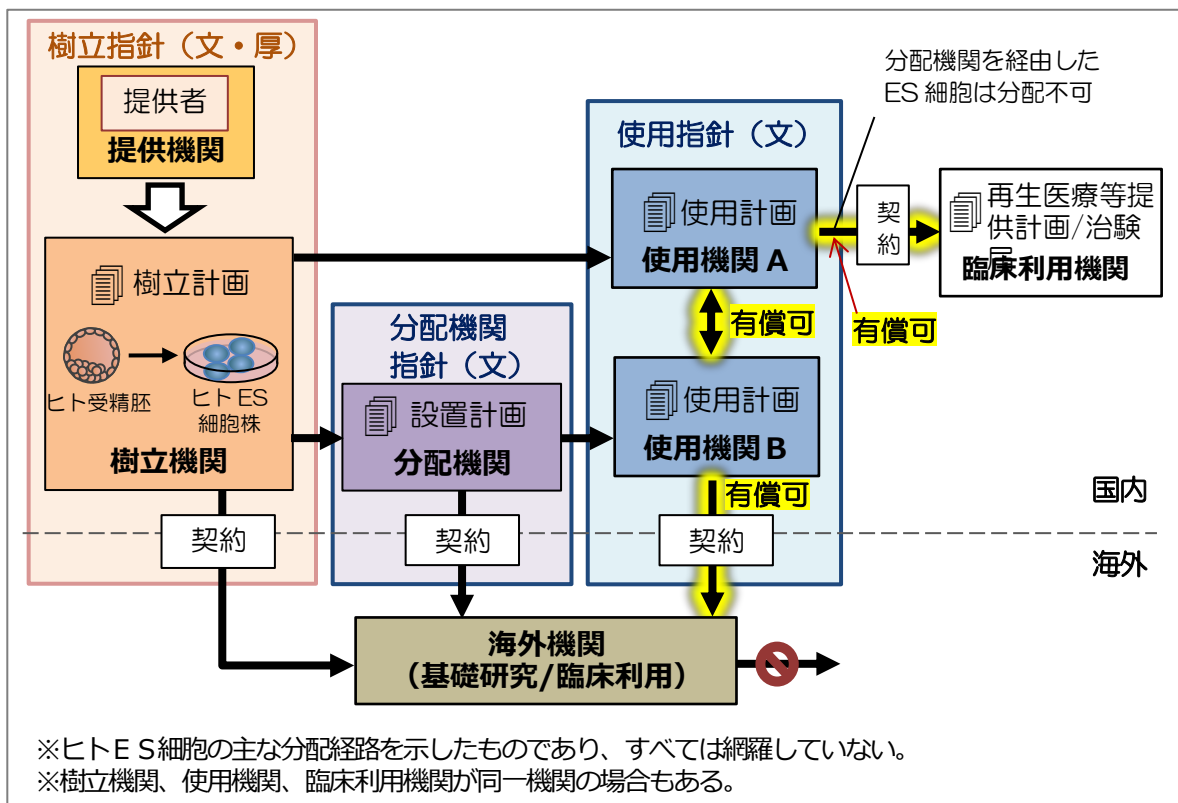 樹立指針（文・厚）
提供者
提供機関
樹立計画
ヒト受精胚
ヒト ES
細胞株
樹立機関
契約
分配機関
指針（文）
設置計画
分配機関
契約
使用指針（文）
使用計画
使用機関 A
有償可
使用計画
使用機関 B
有償可
契約
分配機関を経由した
ES 細胞は分配不可
契
約
有償可
再生医療等提
供計画/治験
届
臨床利用機関
国内
海外
海外機関
（基礎研究/臨床利用）
※ヒトＥＳ細胞の主な分配経路を示したものであり、すべては網羅していない。
※樹立機関、使用機関、臨床利用機関が同一機関の場合もある。